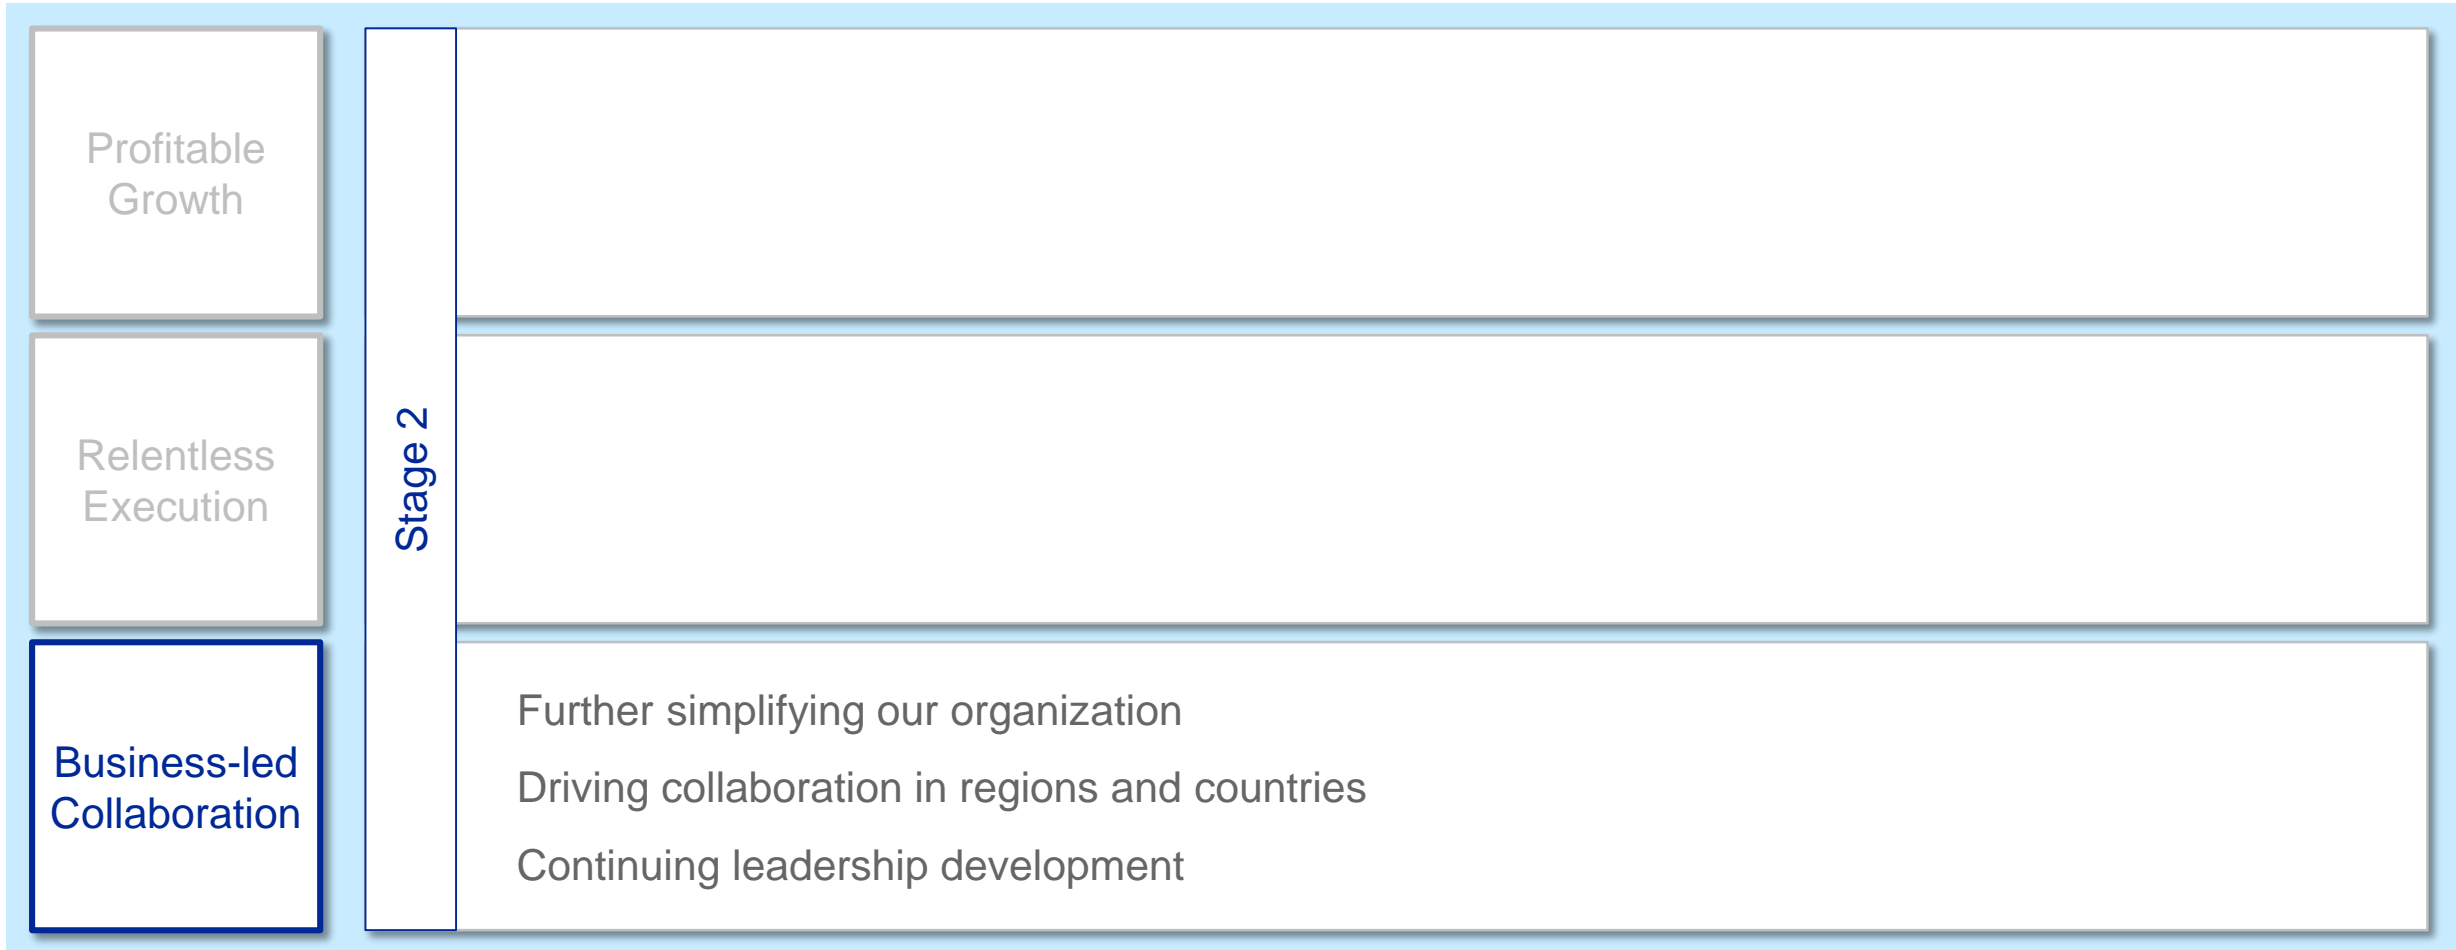 Profitable
Growth
Relentless
Execution
Business-led
Collaboration
Stage 2
Further simplifying our organization
Driving collaboration in regions and countries
Continuing leadership development